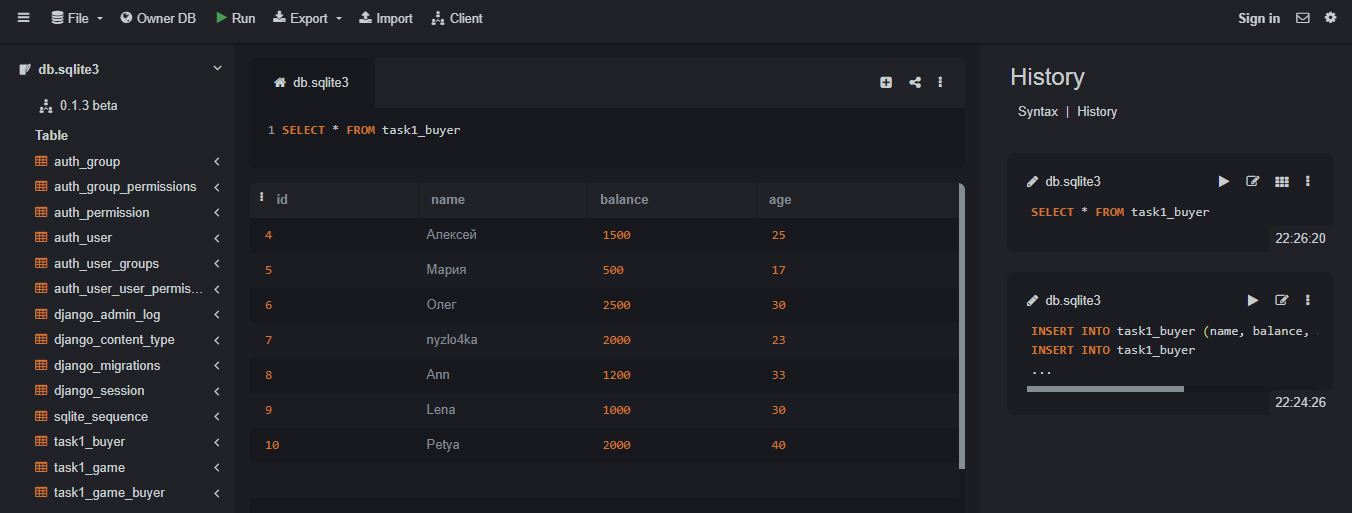 File Owner DB Run Export Import Client Sign in
db.sqlite3
0.1.3 beta
Table
auth_group
auth_group_permissions
auth_permission
auth_user
auth_user_groups
auth_user_user_permis...
django_admin_log
django_content_type
django_migrations
django_session
sqlite_sequence
task1_buyer
task1_game
task1_game_buyer
db.sqlite3
1 SELECT * FROM task1_buyer
id name balance age
4 Алексей 1500 25
5 Мария 500 17
6 Олег 2500 30
7 nyzlo4ka 2000 23
8 Ann 1200 33
9 Lena 1000 30
10 Petya 2000 40
History
Syntax | History
db.sqlite3
SELECT * FROM task1_buyer
22:26:20
db.sqlite3
INSERT INTO task1_buyer (name, balance,
INSERT INTO task1_buyer
...
22:24:26